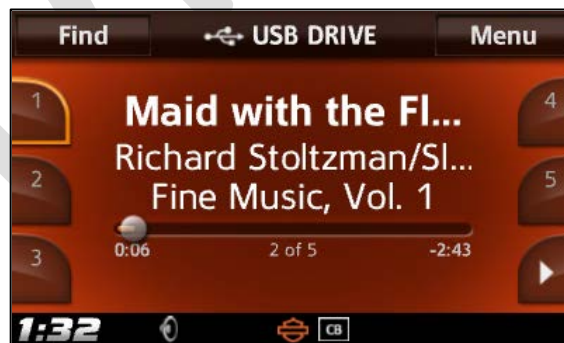 Find
USB DRIVE
Menu
1
2
3
Maid with the Fl...
Richard Stoltzman/Sl...
Fine Music, Vol. 1
0:06
2 of 5
-2:43
4
5
1:32
CB